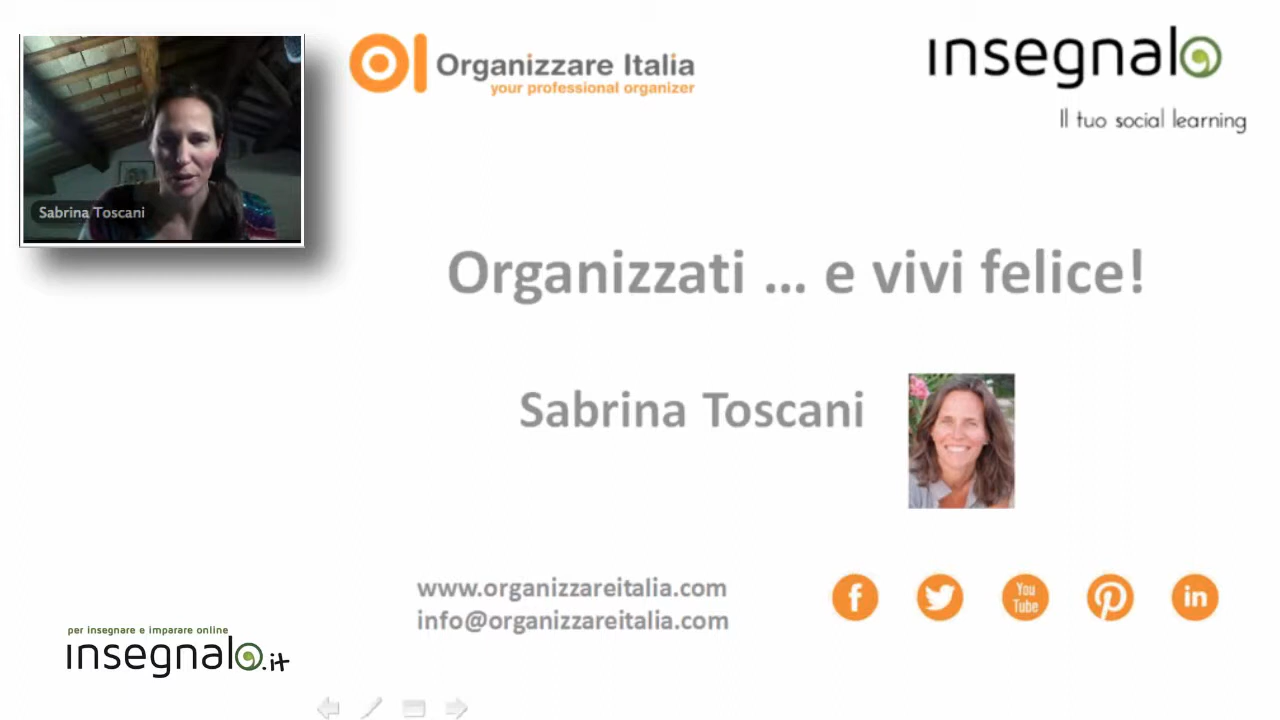 Sabrina Toscani
Organizzare Italia
your professional organizer
insegnalo
Il tuo social learning
Organizzati ... e vivi felice!
Sabrina Toscani
www.organizzareitalia.com
info@organizzareitalia.com
f
You
Tube
in
per insegnare e imparare online
insegnalo.it